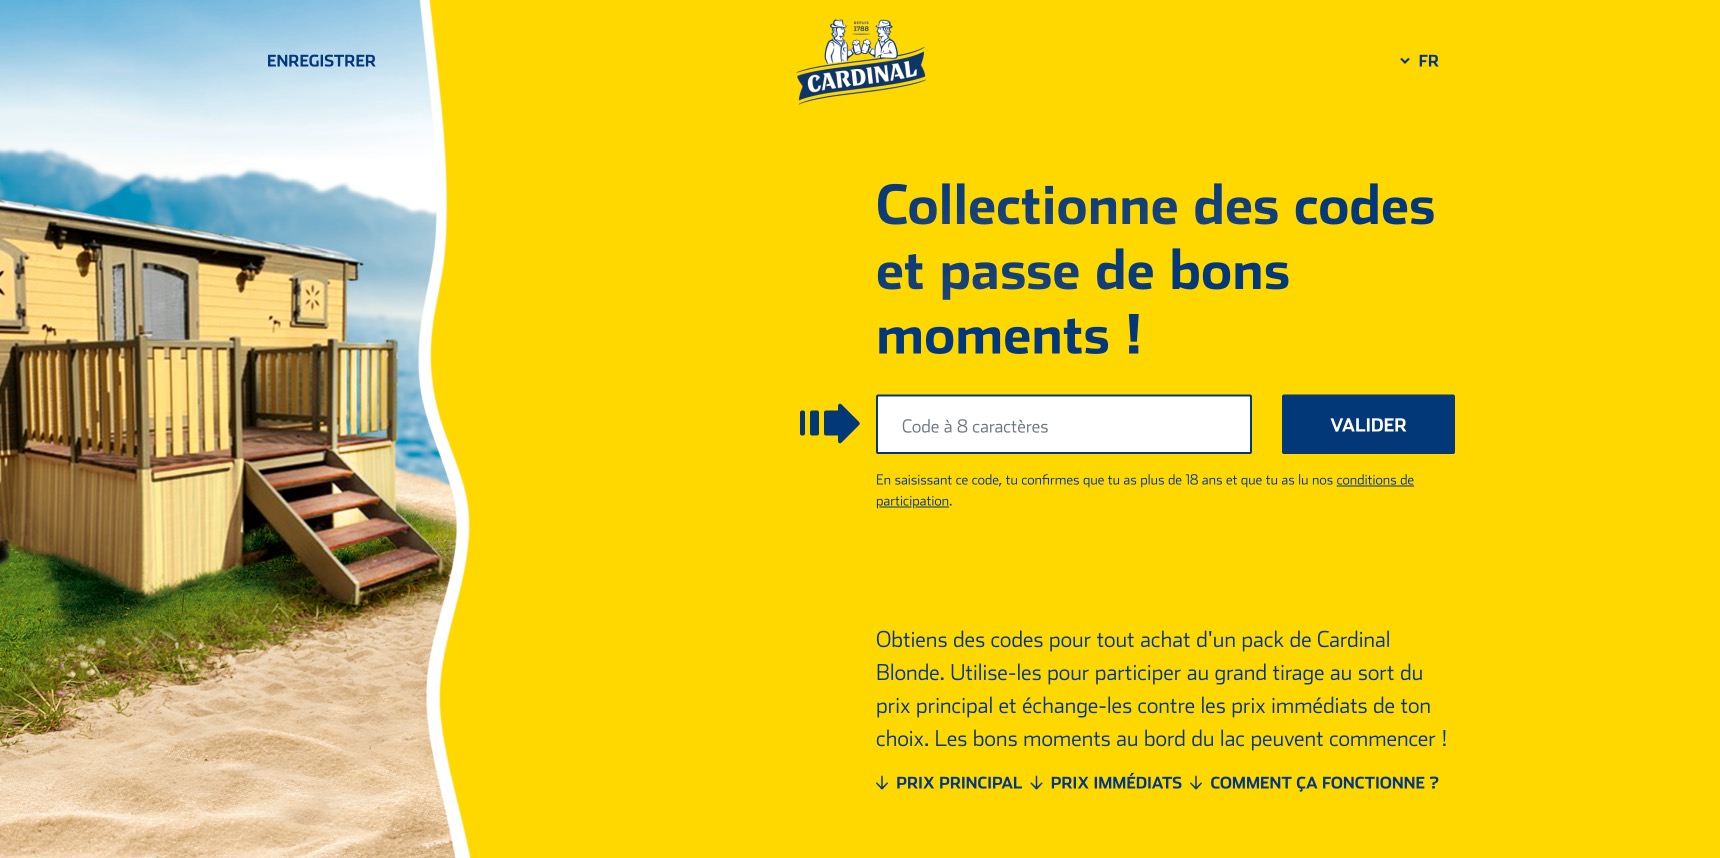 ENREGISTRER
DEPUIS
1788
CARDINAL
FR
Collectionne des codes
et passe de bons
moments !
Code à 8 caractères
VALIDER
En saisissant ce code, tu confirmes que tu as plus de 18 ans et que tu as lu nos conditions de
participation.
Obtiens des codes pour tout achat d'un pack de Cardinal
Blonde. Utilise-les pour participer au grand tirage au sort du
prix principal et échange-les contre les prix immédiats de ton
choix. Les bons moments au bord du lac peuvent commencer !
PRIX PRINCIPAL PRIX IMMÉDIATS COMMENT ÇA FONCTIONNE ?